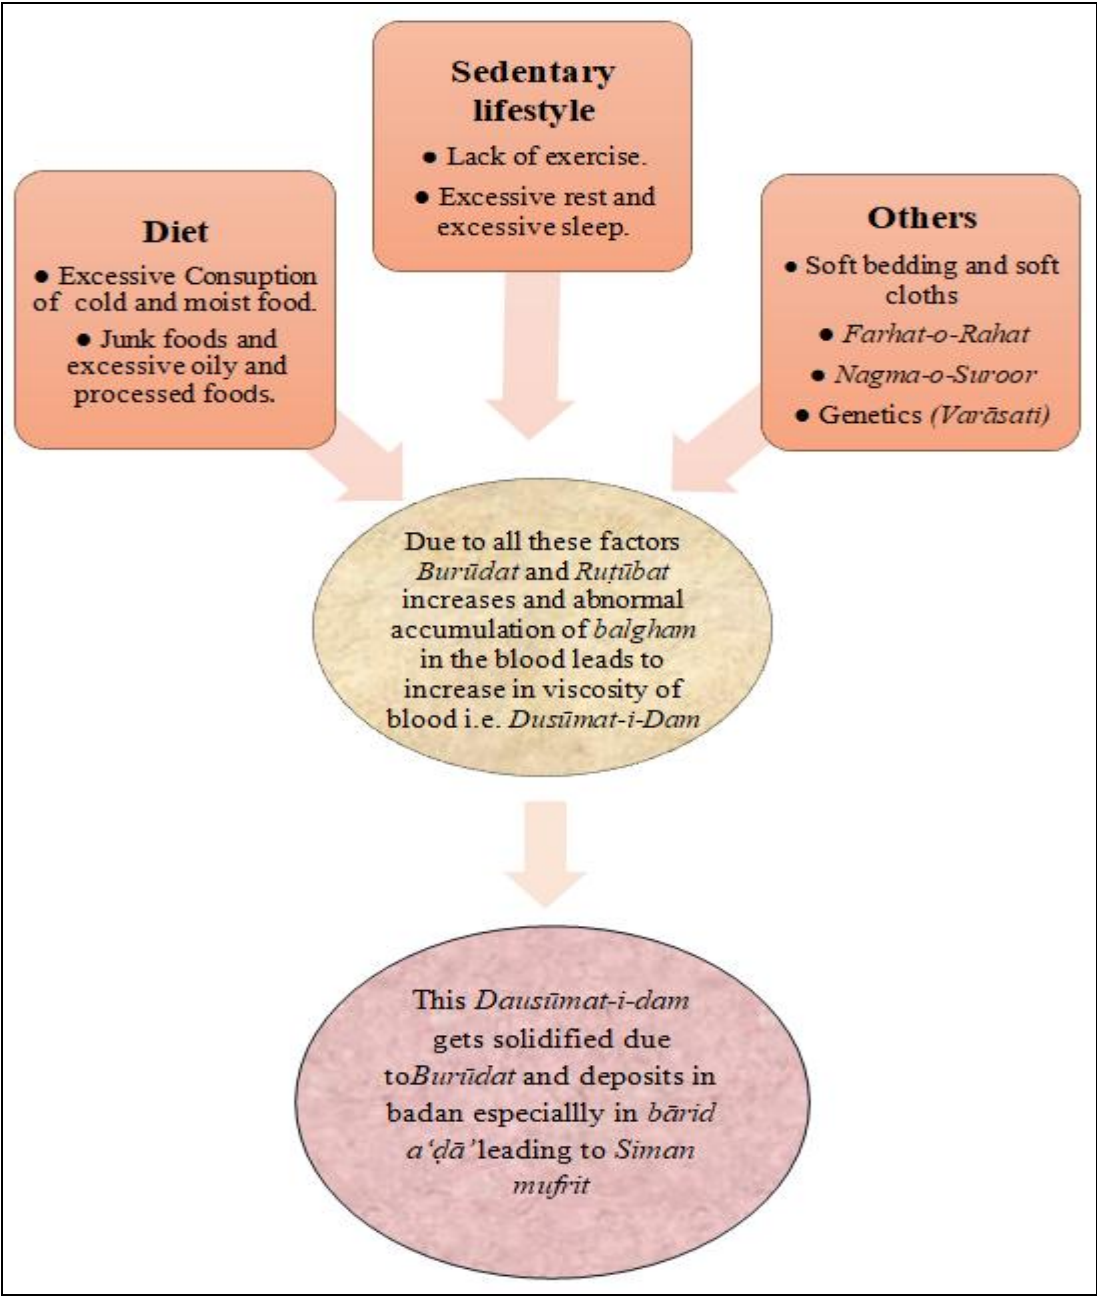 Sedentary
lifestyle
● Lack of exercise.
● Excessive rest and
excessive sleep.
Diet
● Excessive Consuption
of cold and moist food.
● Junk foods and
excessive oily and
processed foods.
Others
● Soft bedding and soft
cloths
● Farhat-o-Rahat
● Nagma-o-Suroor
● Genetics (Varāsati)
Due to all these factors
Burūdat and Ruṭūbat
increases and abnormal
accumulation of balgham
in the blood leads to
increase in viscosity of
blood i.e. Dusūmat-i-Dam
This Dausūmat-i-dam
gets solidified due
toBurūdat and deposits in
badan especiallly in bārid
a‘ḍā’leading to Siman
mufrit